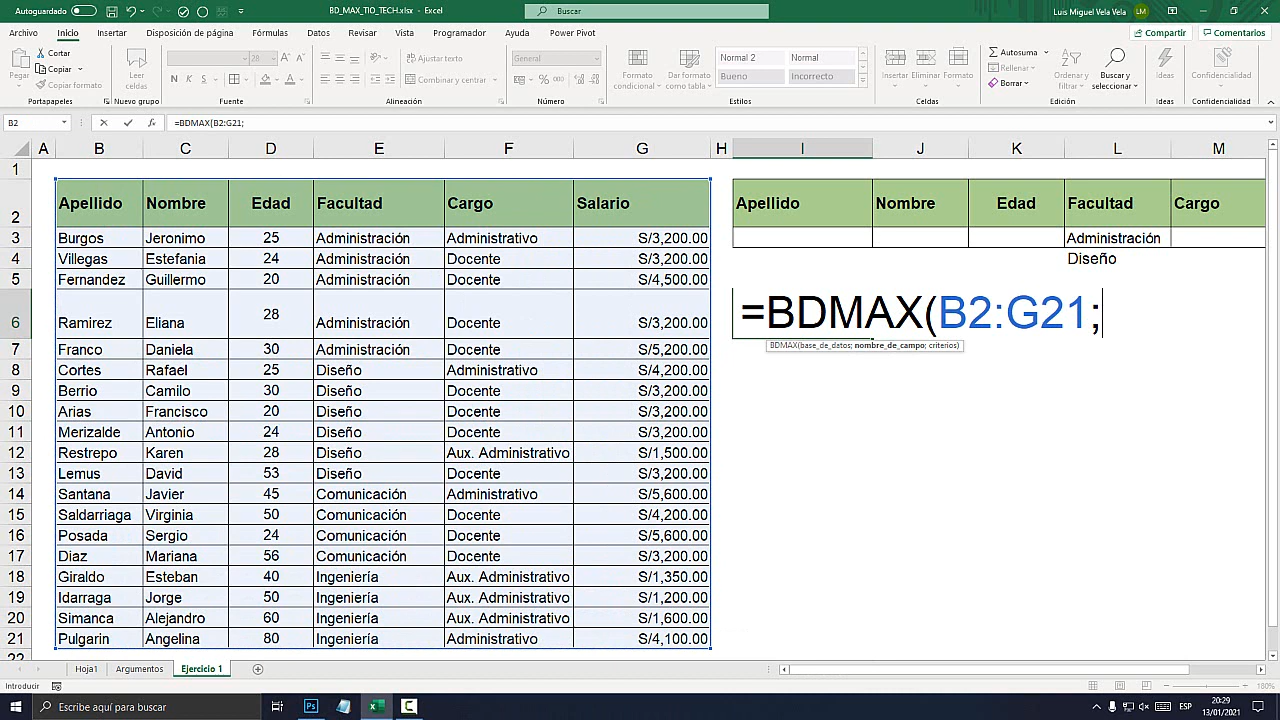 Autoguardado
BD_MAX_TIO_TECH.xlsx - Excel
Buscar
Luis Miguel Vela Vela
LM
Archivo Inicio Insertar Disposición de página Fórmulas Datos Revisar Vista Programador Ayuda Power Pivot
Compartir Comentarios
Pegar
Cortar
Copiar
Copiar formato
Portapapeles
Leer celdas
Nuevo grupo
N K S
Fuente
Ajustar texto
Combinar y centrar
Alineación
General
Número
Formato condicional
Dar formato como tabla
Normal 2 Normal
Bueno Incorrecto
Estilos
Insertar Eliminar Formato
Celdas
Autosuma
Rellenar
Borrar
Ordenar y filtrar
Buscar y seleccionar
Edición
Ideas
Ideas
Confidencialidad
Confidencialidad
B2
=BDMAX(B2:G21;
A B C D E F G H I J K L M
1
2 Apellido Nombre Edad Facultad Cargo Salario Apellido Nombre Edad Facultad Cargo
3 Burgos Jeronimo 25 Administración Administrativo S/3,200.00 Administración
4 Villegas Estefania 24 Administración Docente S/3,200.00 Diseño
5 Fernandez Guillermo 20 Administración Docente S/4,500.00
6 Ramirez Eliana 28 Administración Docente S/3,200.00 =BDMAX(B2:G21;
BDMAX(base_de_datos; nombre_de_campo; criterios)
7 Franco Daniela 30 Administración Docente S/5,200.00
8 Cortes Rafael 25 Diseño Administrativo S/4,200.00
9 Berrio Camilo 30 Diseño Docente S/3,200.00
10 Arias Francisco 20 Diseño Docente S/3,200.00
11 Merizalde Antonio 24 Diseño Docente S/3,200.00
12 Restrepo Karen 28 Diseño Aux. Administrativo S/1,500.00
13 Lemus David 53 Diseño Docente S/3,200.00
14 Santana Javier 45 Comunicación Administrativo S/5,600.00
15 Saldarriaga Virginia 50 Comunicación Docente S/4,200.00
16 Posada Sergio 24 Comunicación Docente S/5,600.00
17 Diaz Mariana 56 Comunicación Docente S/3,200.00
18 Giraldo Esteban 40 Ingeniería Aux. Administrativo S/1,350.00
19 Idarraga Jorge 50 Ingeniería Aux. Administrativo S/1,200.00
20 Simanca Alejandro 60 Ingeniería Aux. Administrativo S/1,600.00
21 Pulgarin Angelina 80 Ingeniería Administrativo S/4,100.00
22
Hoja1 Argumentos Ejercicio 1
Introducir
180%
Escribe aquí para buscar
Ps
ESP
20:29
13/01/2021